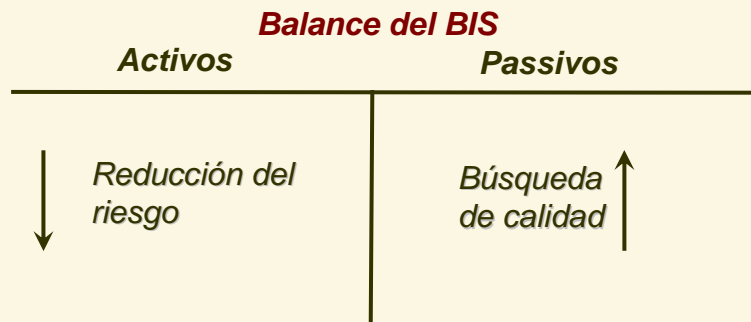 Balance del BIS
Activos
Passivos
Reducción del
riesgo
Búsqueda
de calidad